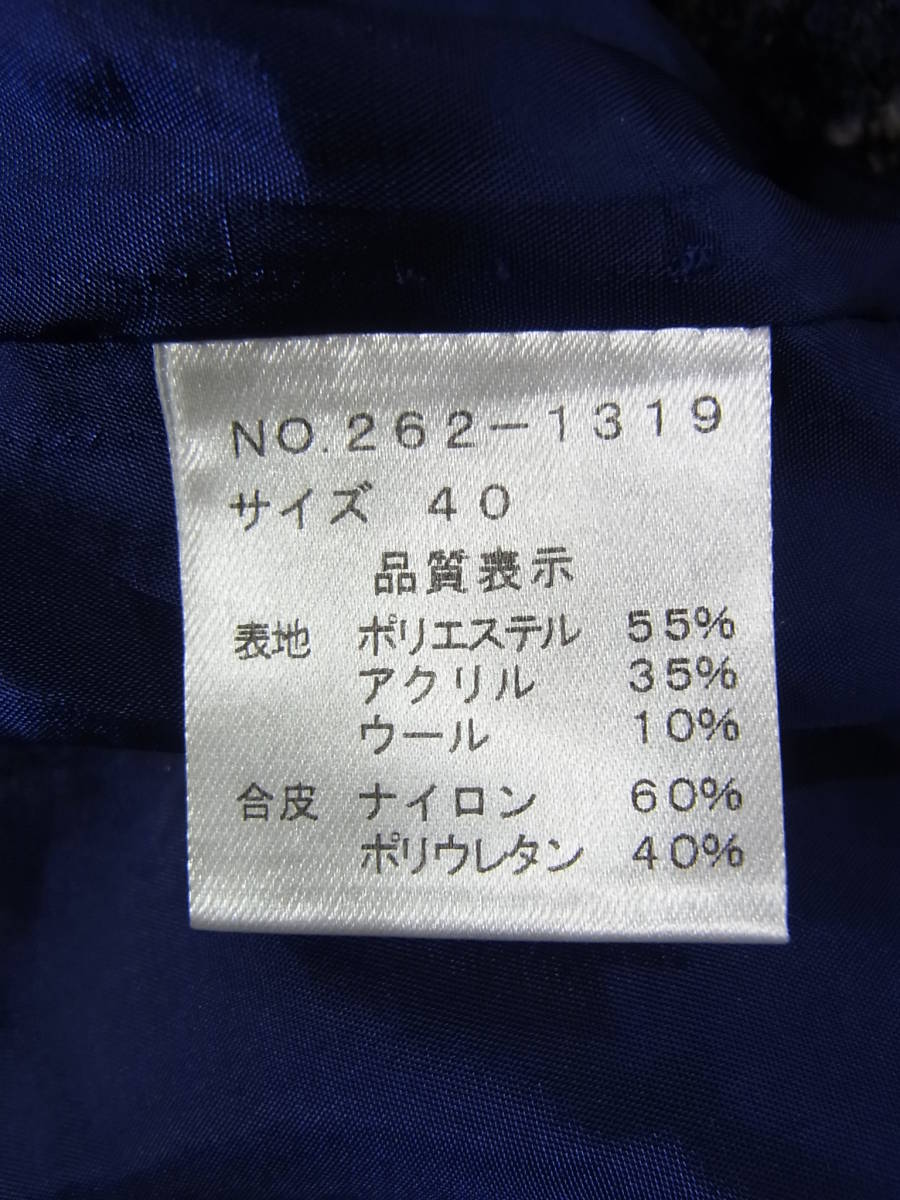 NO.262-1319
サイズ 40
品質表示
表地 ポリエステル 55%
アクリル 35%
ウール 10%
合皮 ナイロン 60%
ポリウレタン 40%